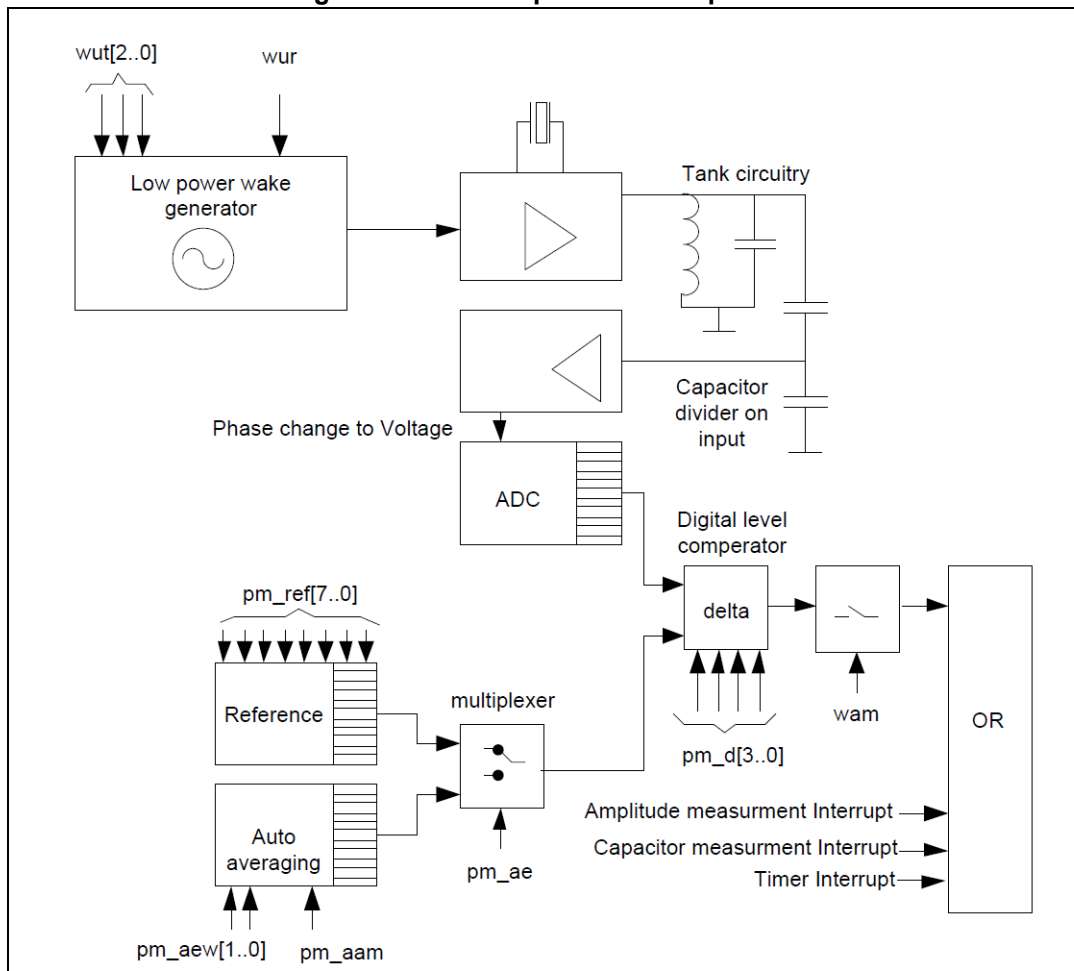 wut[2..0]
wur
Low power wake
generator
Tank circuitry
Capacitor
divider on
input
Phase change to Voltage
ADC
Digital level
comperator
delta
pm_d[3..0]
wam
OR
pm_ref[7..0]
Reference
multiplexer
Auto
averaging
pm_ae
pm_aew[1..0]
pm_aam
Amplitude measurment Interrupt
Capacitor measurment Interrupt
Timer Interrupt